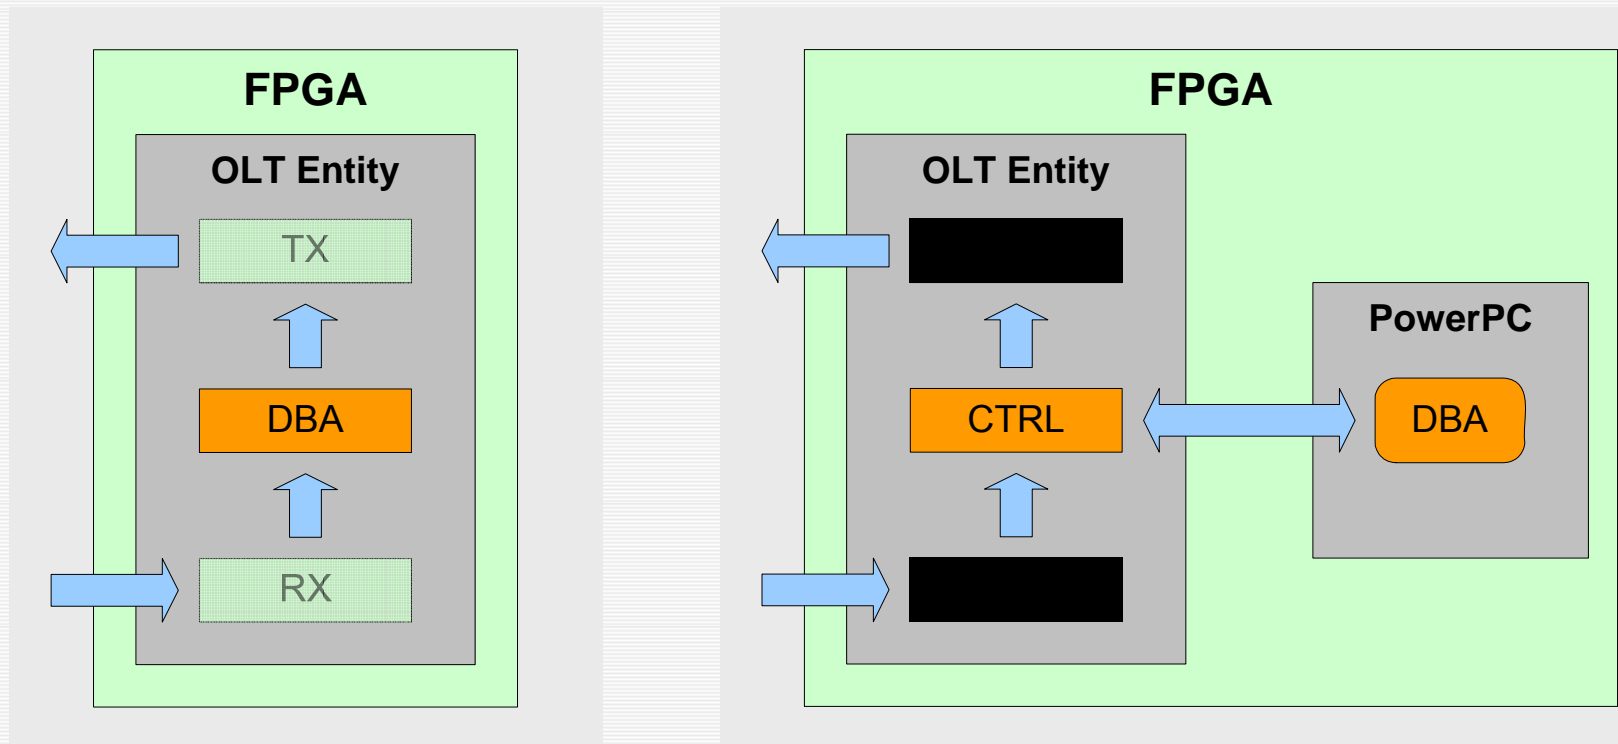 FPGA
OLT Entity
TX
DBA
RX
FPGA
OLT Entity
CTRL
PowerPC
DBA